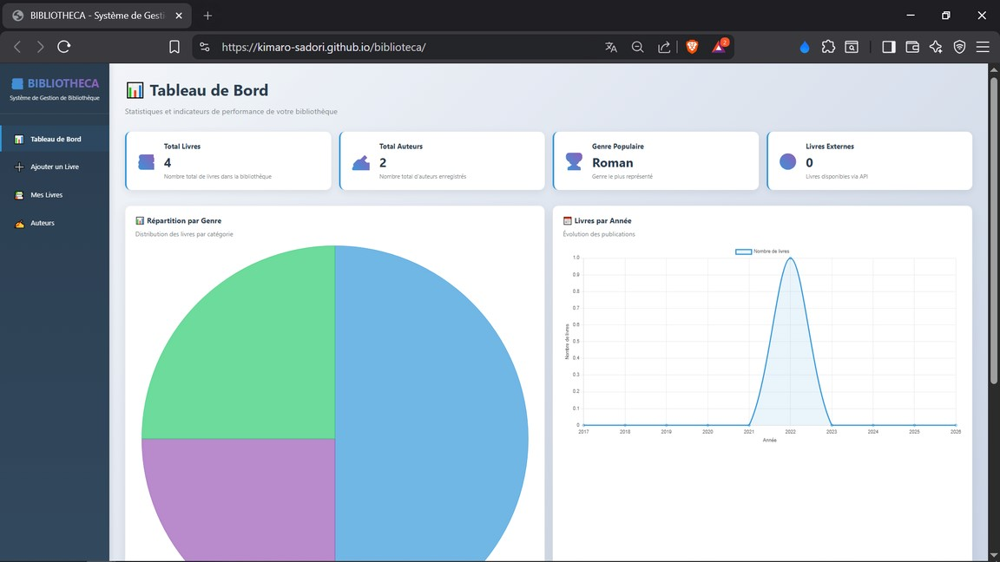 BIBLIOTHECA - Système de Gesti
https://kimaro-sadori.github.io/biblioteca/
2
BIBLIOTHECA
Système de Gestion de Bibliothèque
Tableau de Bord
Ajouter un Livre
Mes Livres
Auteurs
Tableau de Bord
Statistiques et indicateurs de performance de votre bibliothèque
Total Livres
4
Nombre total de livres dans la bibliothèque
Total Auteurs
2
Nombre total d'auteurs enregistrés
Genre Populaire
Roman
Genre le plus représenté
Livres Externes
0
Livres disponibles via API
Répartition par Genre
Distribution des livres par catégorie
Livres par Année
Évolution des publications
Nombre de livres
1.0
0.9
0.8
0.7
0.6
0.5
0.4
0.3
0.2
0.1
0
Nombre de livres
2017 2018 2019 2020 2021 2022 2023 2024 2025 2026
Année